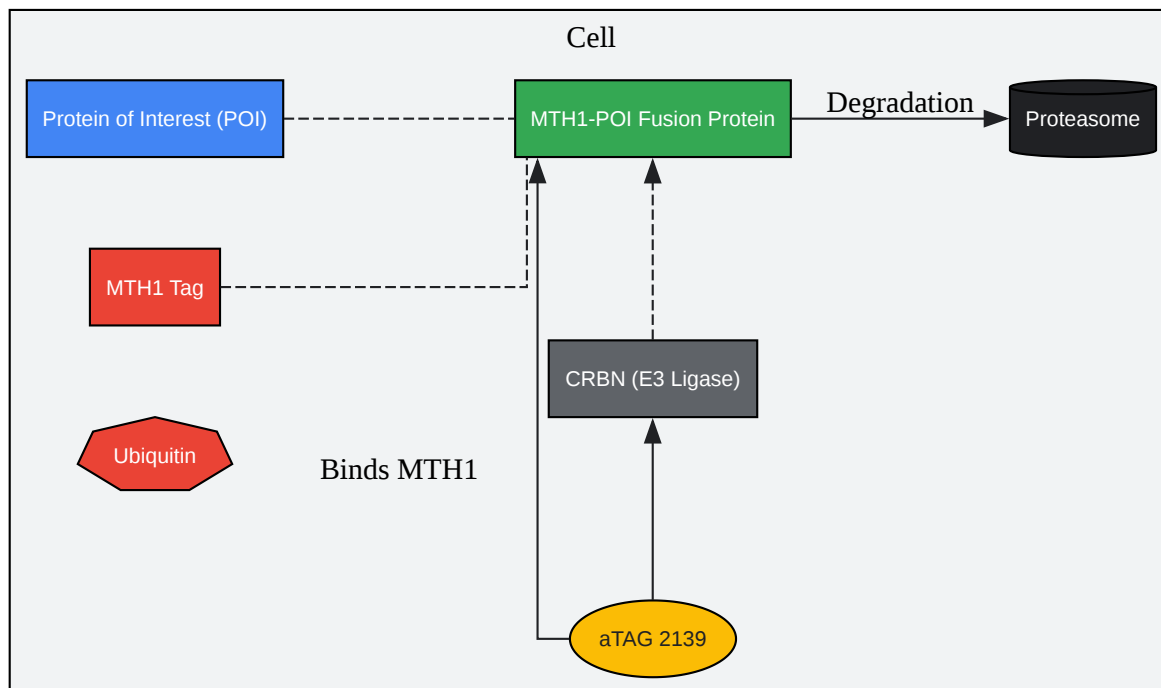 Cell
Protein of Interest (POI)
MTH1-POI Fusion Protein
Degradation
Proteasome
MTH1 Tag
CRBN (E3 Ligase)
Ubiquitin
Binds MTH1
aTAG 2139